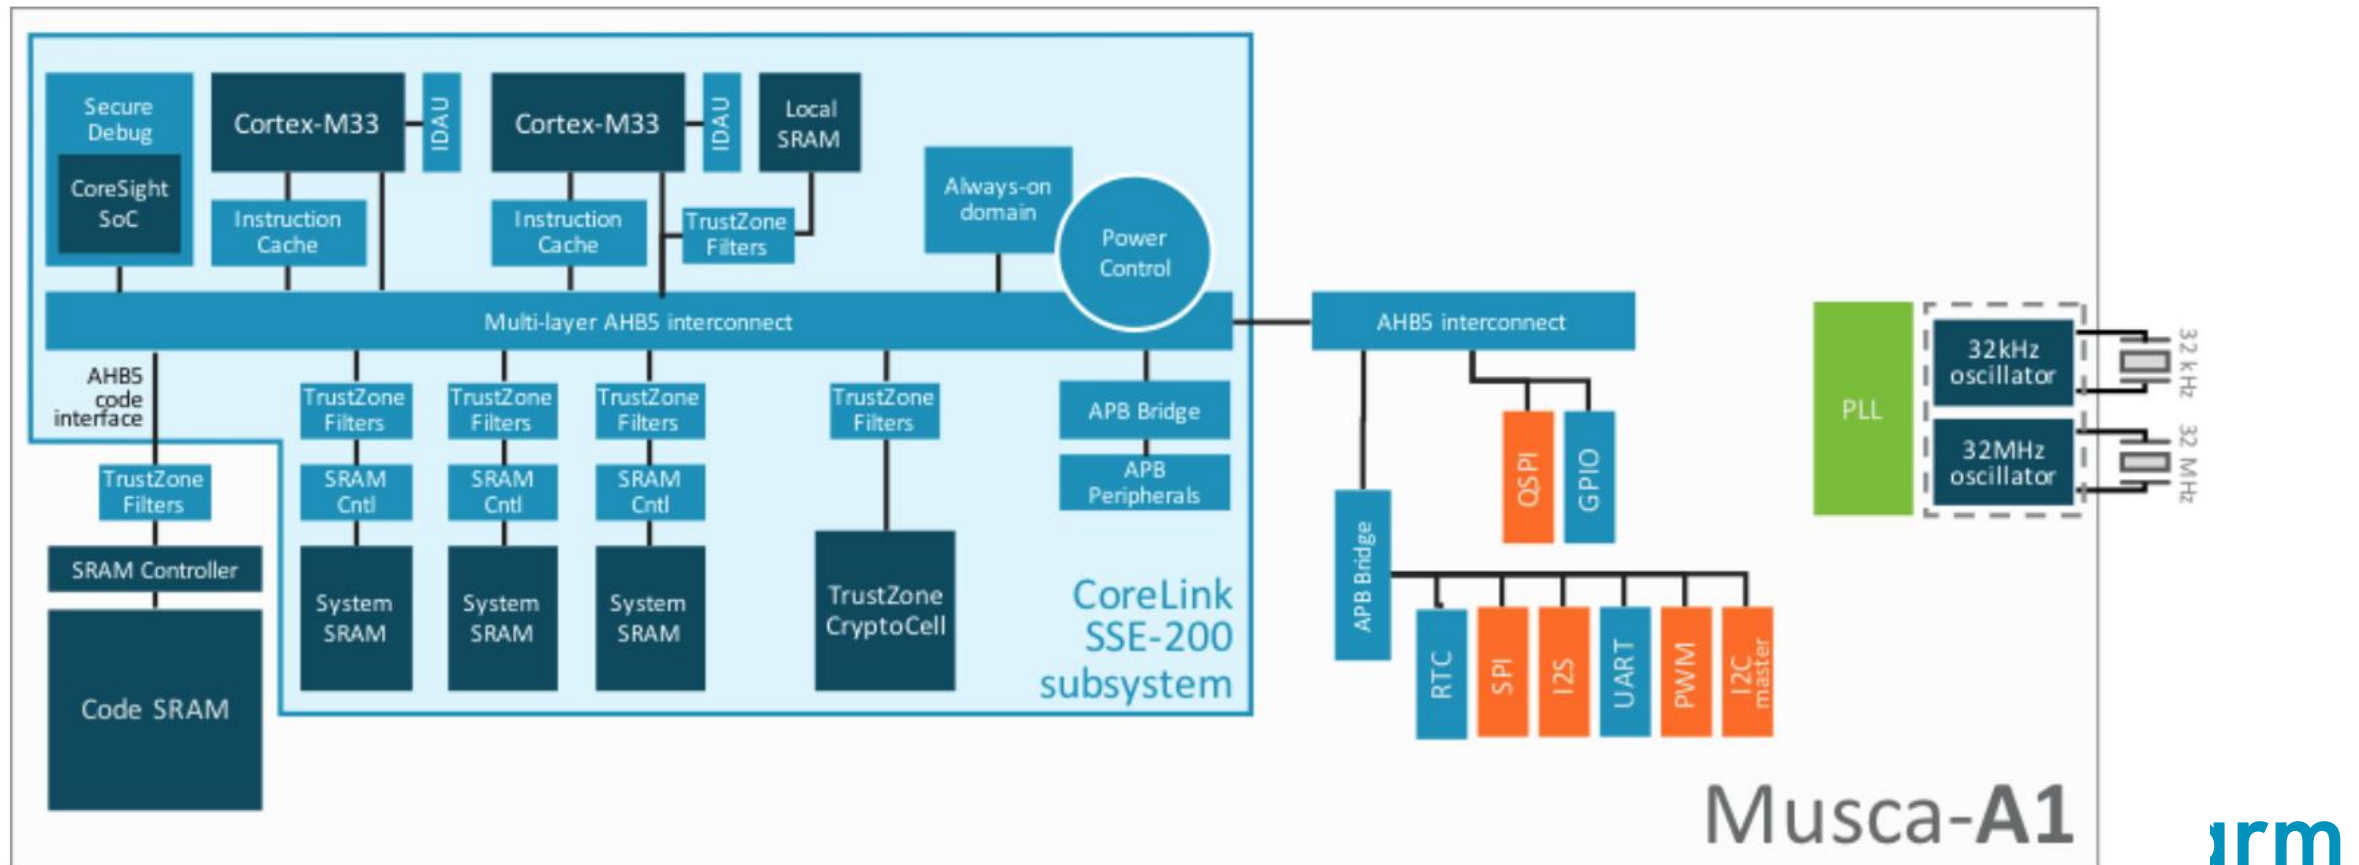 Secure
Debug
CoreSight
SoC
Cortex-M33
IDAU
Instruction
Cache
Cortex-M33
IDAU
Instruction
Cache
Local
SRAM
TrustZone
Filters
Always-on
domain
Power
Control
Multi-layer AHB5 interconnect
AHB5 interconnect
AHB5
code
interface
TrustZone
Filters
SRAM Controller
Code SRAM
TrustZone
Filters
SRAM
Cntl
System
SRAM
TrustZone
Filters
SRAM
Cntl
System
SRAM
TrustZone
Filters
SRAM
Cntl
System
SRAM
TrustZone
Filters
TrustZone
CryptoCell
APB Bridge
APB
Peripherals
CoreLink
SSE-200
subsystem
QSPI
GPIO
APB Bridge
RTC
SPI
I2S
UART
PWM
I2C
master
PLL
32kHz
oscillator
32MHz
oscillator
32 kHz
32 MHz
Musca-A1
arm